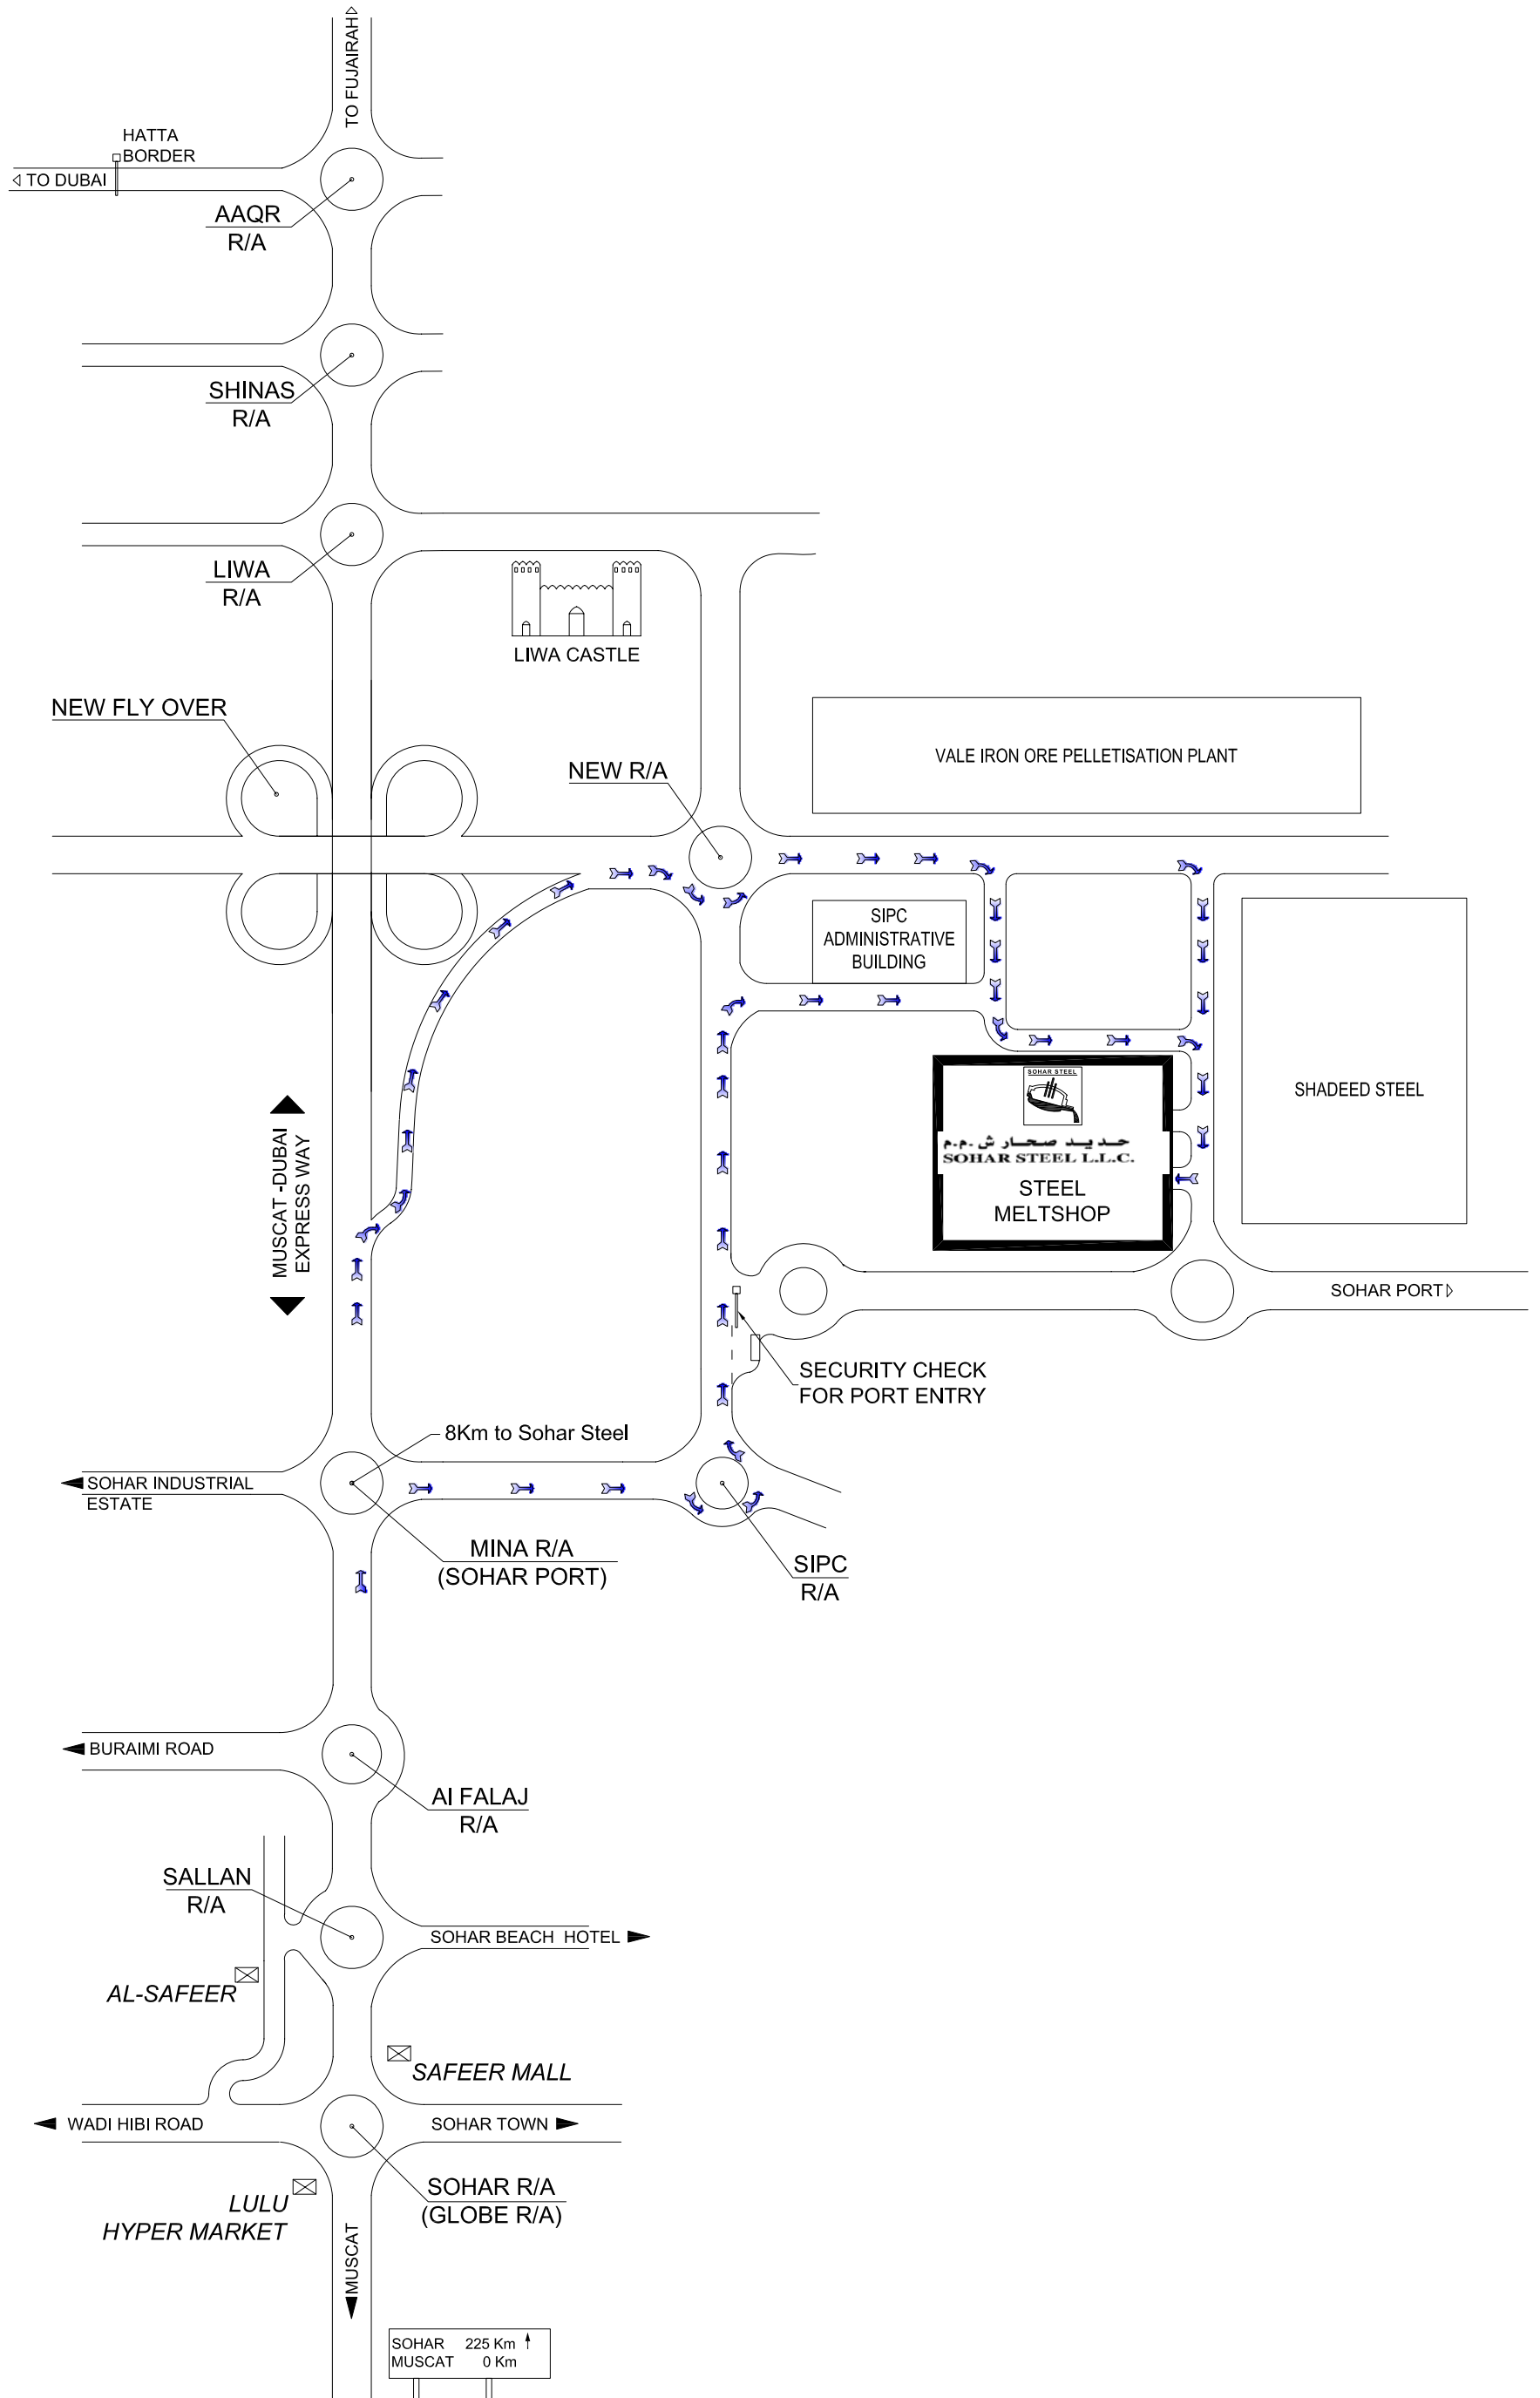 TO FUJAIRAH
HATTA
BORDER
TO DUBAI
AAQR
R/A
SHINAS
R/A
LIWA
R/A
LIWA CASTLE
NEW FLY OVER
NEW R/A
VALE IRON ORE PELLETISATION PLANT
SIPC
ADMINISTRATIVE
BUILDING
SOHAR STEEL
حديد صحار ش.م.م
SOHAR STEEL L.L.C.
STEEL
MELTSHOP
SHADEED STEEL
MUSCAT -DUBAI
EXPRESS WAY
SOHAR PORT
SECURITY CHECK
FOR PORT ENTRY
8Km to Sohar Steel
SOHAR INDUSTRIAL
ESTATE
MINA R/A
(SOHAR PORT)
SIPC
R/A
BURAIMI ROAD
AI FALAJ
R/A
SALLAN
R/A
SOHAR BEACH HOTEL
AL-SAFEER
SAFEER MALL
WADI HIBI ROAD
SOHAR TOWN
SOHAR R/A
(GLOBE R/A)
LULU
HYPER MARKET
MUSCAT
SOHAR 225 Km
MUSCAT 0 Km